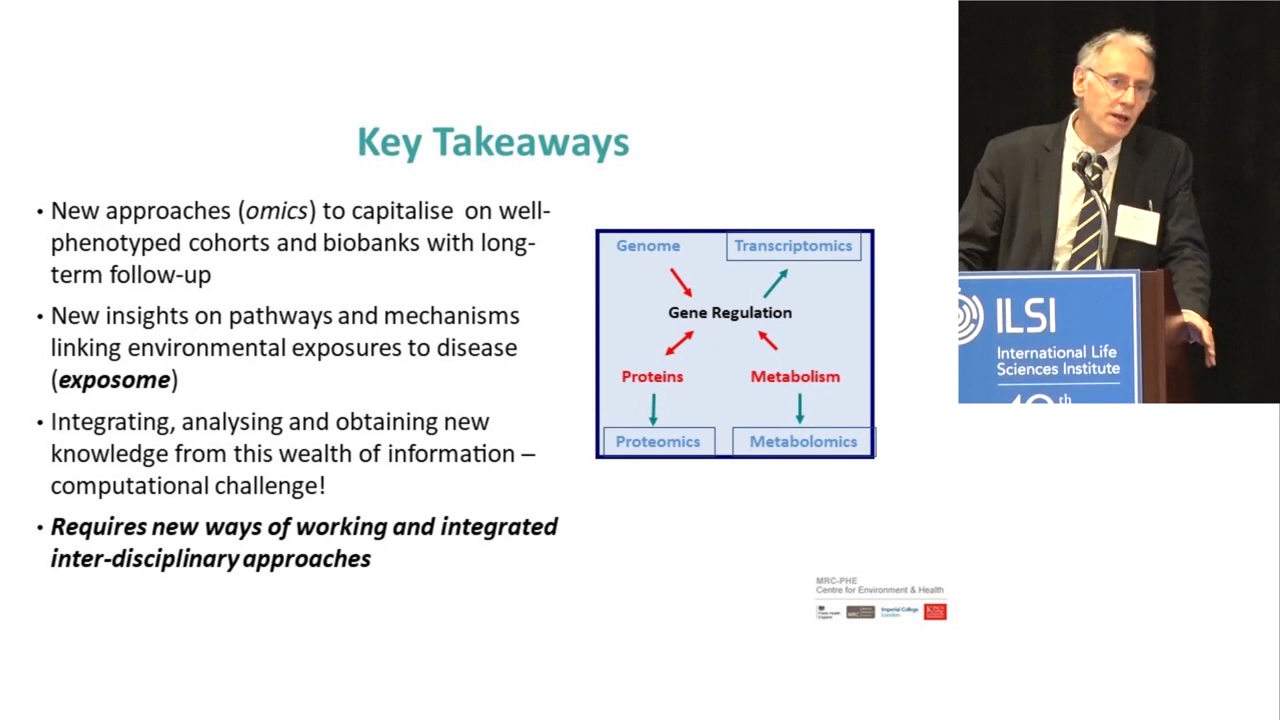 Key Takeaways
• New approaches (omics) to capitalise on well-
phenotyped cohorts and biobanks with long-
term follow-up
• New insights on pathways and mechanisms
linking environmental exposures to disease
(exposome)
• Integrating, analysing and obtaining new
knowledge from this wealth of information –
computational challenge!
• Requires new ways of working and integrated
inter-disciplinary approaches
Genome Transcriptomics
Gene Regulation
Proteins Metabolism
Proteomics Metabolomics
MRC-PHE
Centre for Environment & Health
Imperial College
London
ILSI
International Life
Sciences Institute